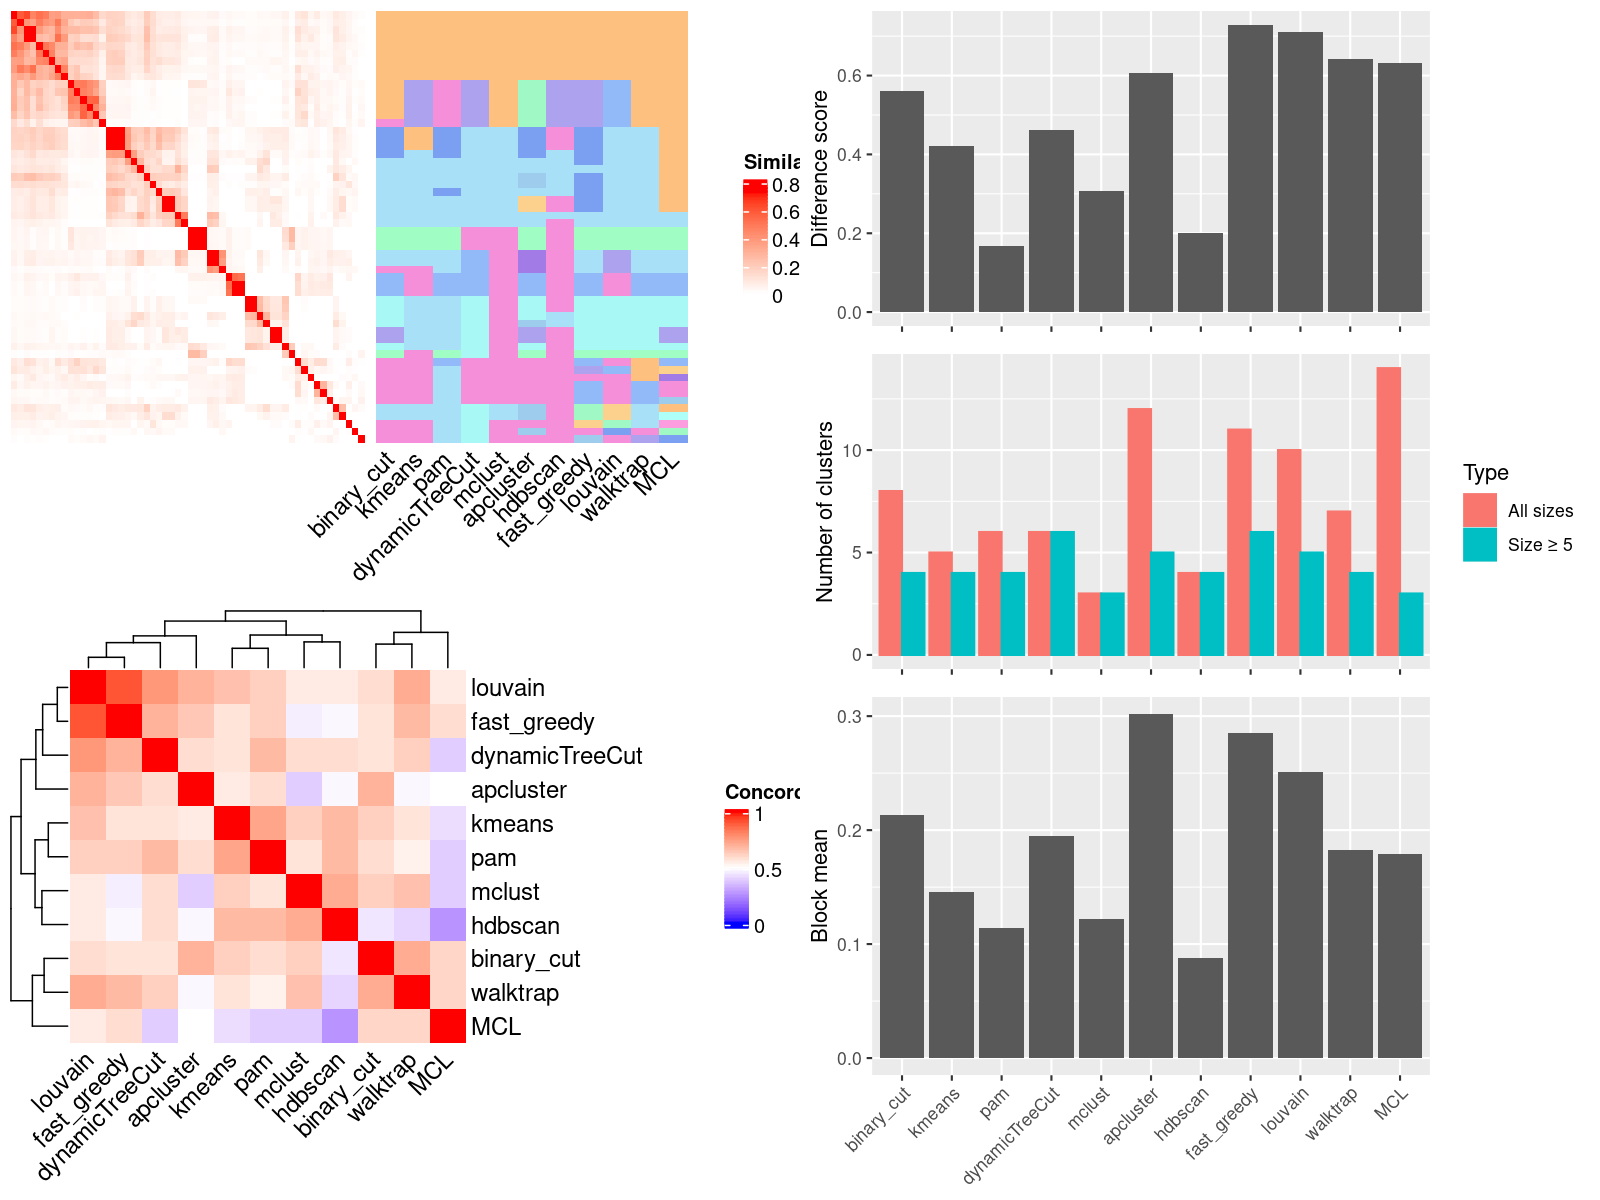 Simila
0.8
0.6
0.4
0.2
0
binary_cut
kmeans
pam
dynamicTreeCut
mclust
apcluster
hdbscan
fast_greedy
louvain
walktrap
MCL
louvain
fast_greedy
dynamicTreeCut
apcluster
kmeans
pam
mclust
hdbscan
binary_cut
walktrap
MCL
louvain
fast_greedy
dynamicTreeCut
apcluster
kmeans
pam
mclust
hdbscan
binary_cut
walktrap
MCL
Concord
1
0.5
0
Difference score
0.6
0.4
0.2
0.0
Number of clusters
10
5
0
Type
All sizes
Size ≥ 5
Block mean
0.3
0.2
0.1
0.0
binary_cut
kmeans
pam
dynamicTreeCut
mclust
apcluster
hdbscan
fast_greedy
louvain
walktrap
MCL